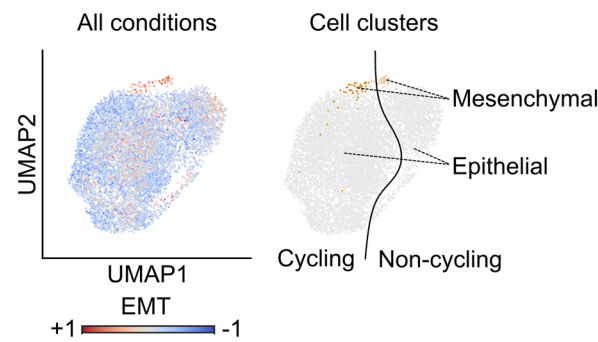 All conditions
Cell clusters
UMAP2
Mesenchymal
Epithelial
Cycling
Non-cycling
UMAP1
EMT
+1
-1